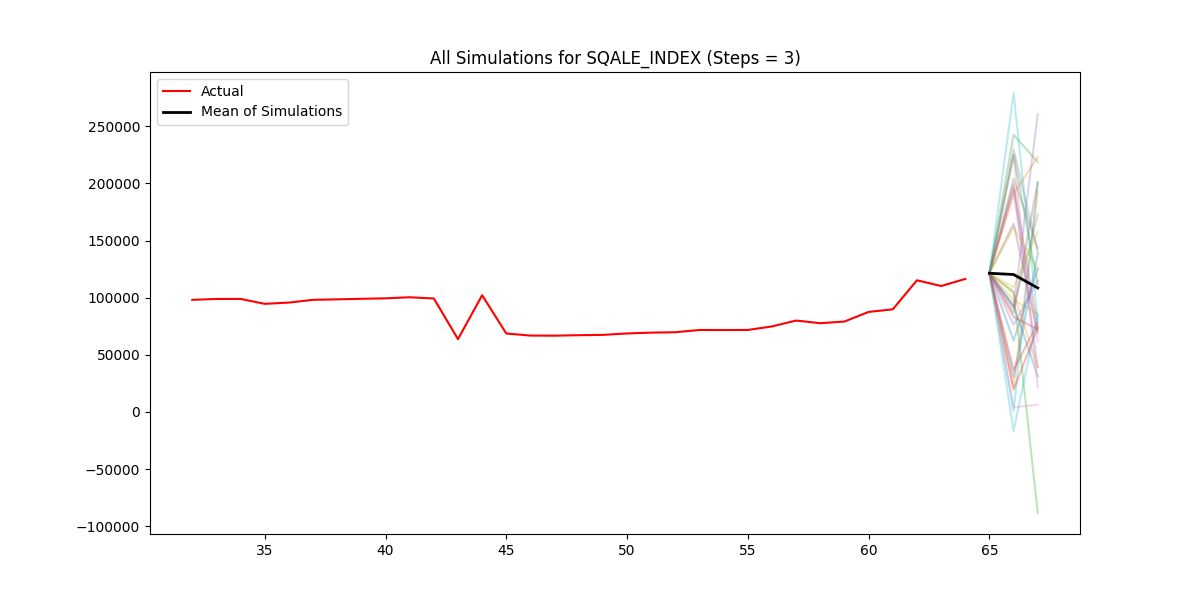 All Simulations for SQALE_INDEX (Steps = 3)
Actual
Mean of Simulations
250000
200000
150000
100000
50000
0
−50000
−100000
35 40 45 50 55 60 65